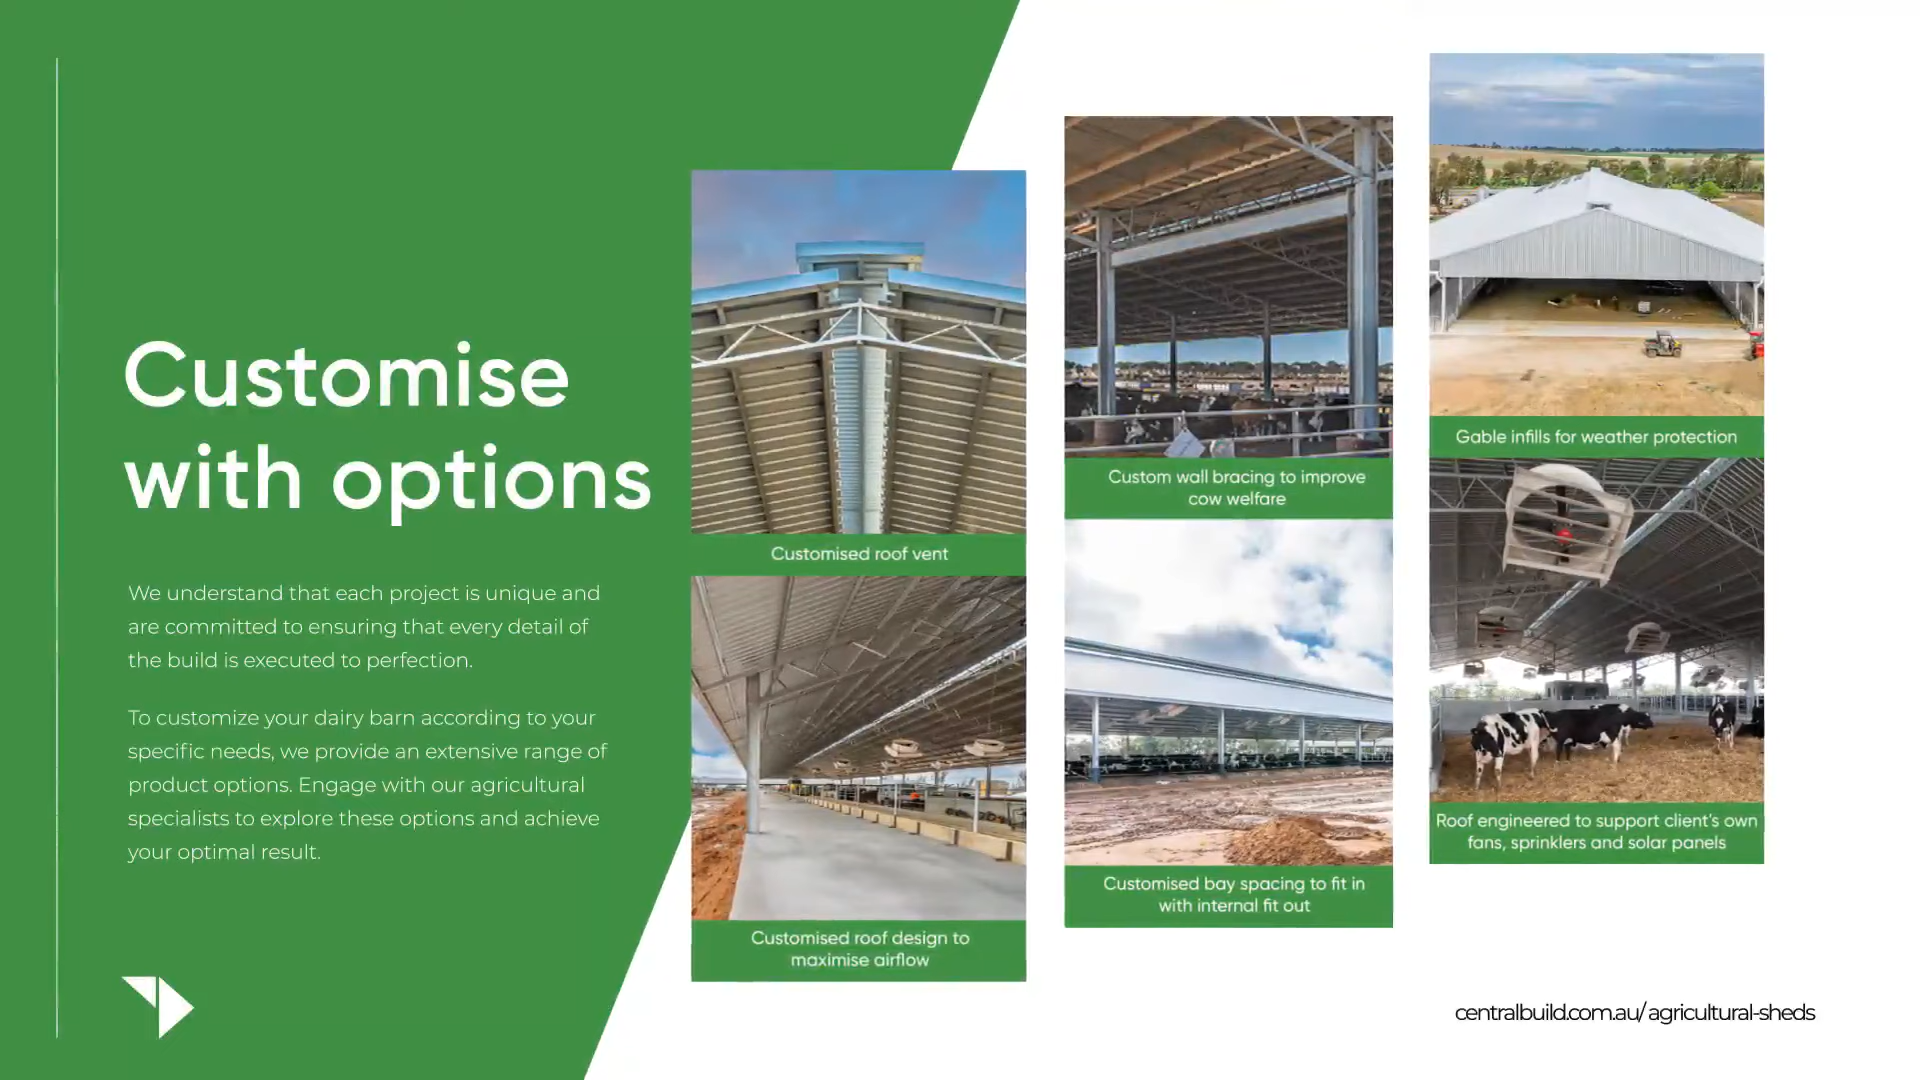 Customise
with options
We understand that each project is unique and
are committed to ensuring that every detail of
the build is executed to perfection.
To customize your dairy barn according to your
specific needs, we provide an extensive range of
product options. Engage with our agricultural
specialists to explore these options and achieve
your optimal result.
Customised roof vent
Customised roof design to
maximise airflow
Custom wall bracing to improve
cow welfare
Customised bay spacing to fit in
with internal fit out
Gable infills for weather protection
Roof engineered to support client's own
fans, sprinklers and solar panels
centralbuild.com.au/agricultural-sheds